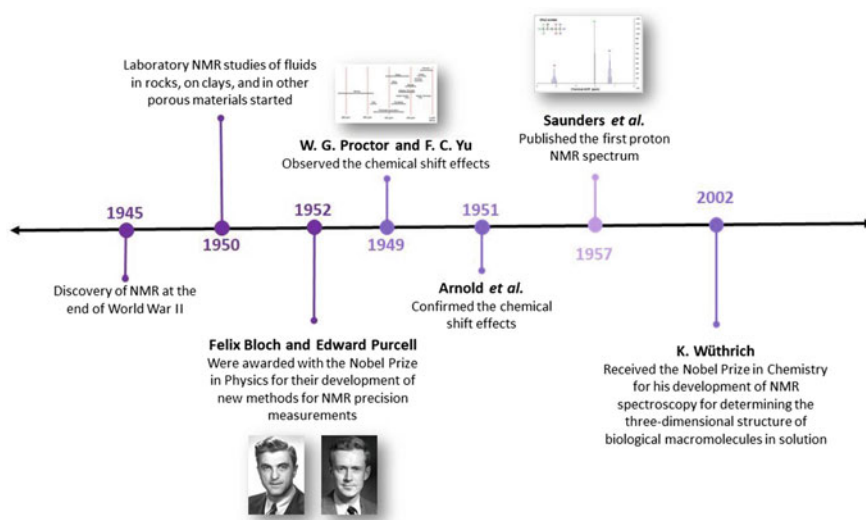 Laboratory NMR studies of fluids
in rocks, on clays, and in other
porous materials started
W. G. Proctor and F. C. Yu
Observed the chemical shift effects
Saunders et al.
Published the first proton
NMR spectrum
1945
1950
1952
1949
1951
1957
2002
Discovery of NMR at the
end of World War II
Felix Bloch and Edward Purcell
Were awarded with the Nobel Prize
in Physics for their development of
new methods for NMR precision
measurements
Arnold et al.
Confirmed the chemical
shift effects
K. Wüthrich
Received the Nobel Prize in Chemistry
for his development of NMR
spectroscopy for determining the
three-dimensional structure of
biological macromolecules in solution